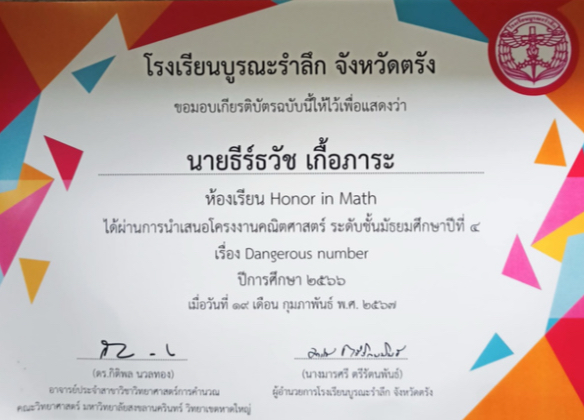 โรงเรียนบูรณะรำลึก จังหวัดตรัง
ขอมอบเกียรติบัตรฉบับนี้ให้ไว้เพื่อแสดงว่า
นายธีร์ธวัช เกื้อภาระ
ห้องเรียน Honor in Math
ได้ผ่านการนำเสนอโครงงานคณิตศาสตร์ ระดับชั้นมัธยมศึกษาปีที่ ๔
เรื่อง Dangerous number
ปีการศึกษา ๒๕๖๖
เมื่อวันที่ ๑๙ เดือน กุมภาพันธ์ พ.ศ. ๒๕๖๗
(ดร.กิติพล นวลทอง)
อาจารย์ประจำสาขาวิชาวิทยาศาสตร์การคำนวณ
คณะวิทยาศาสตร์ มหาวิทยาลัยสงขลานครินทร์ วิทยาเขตหาดใหญ่
(นางมารศรี ตรีรัตนพันธ์)
ผู้อำนวยการโรงเรียนบูรณะรำลึก จังหวัดตรัง